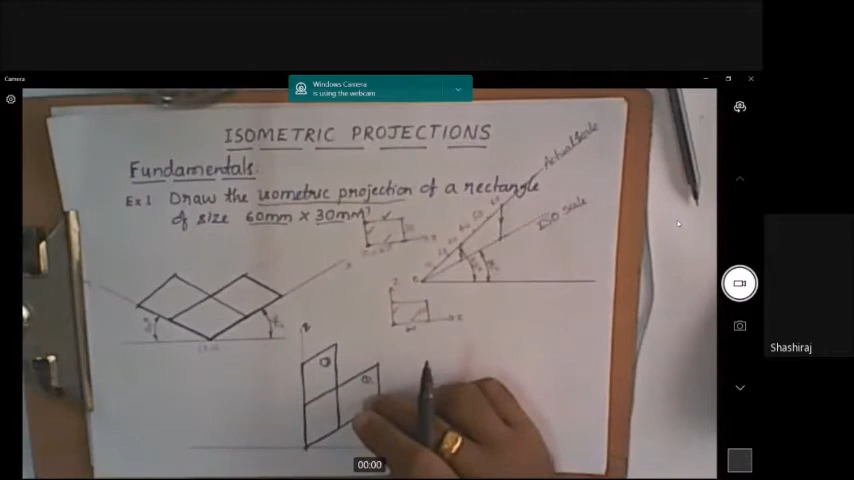 Camera
Windows Camera
is using the webcam
ISOMETRIC PROJECTIONS
Fundamentals:
Ex 1 Draw the isometric projection of a rectangle
of size 60mm × 30mm?
Actual Scale
ISO Scale
Shashiraj
00:00